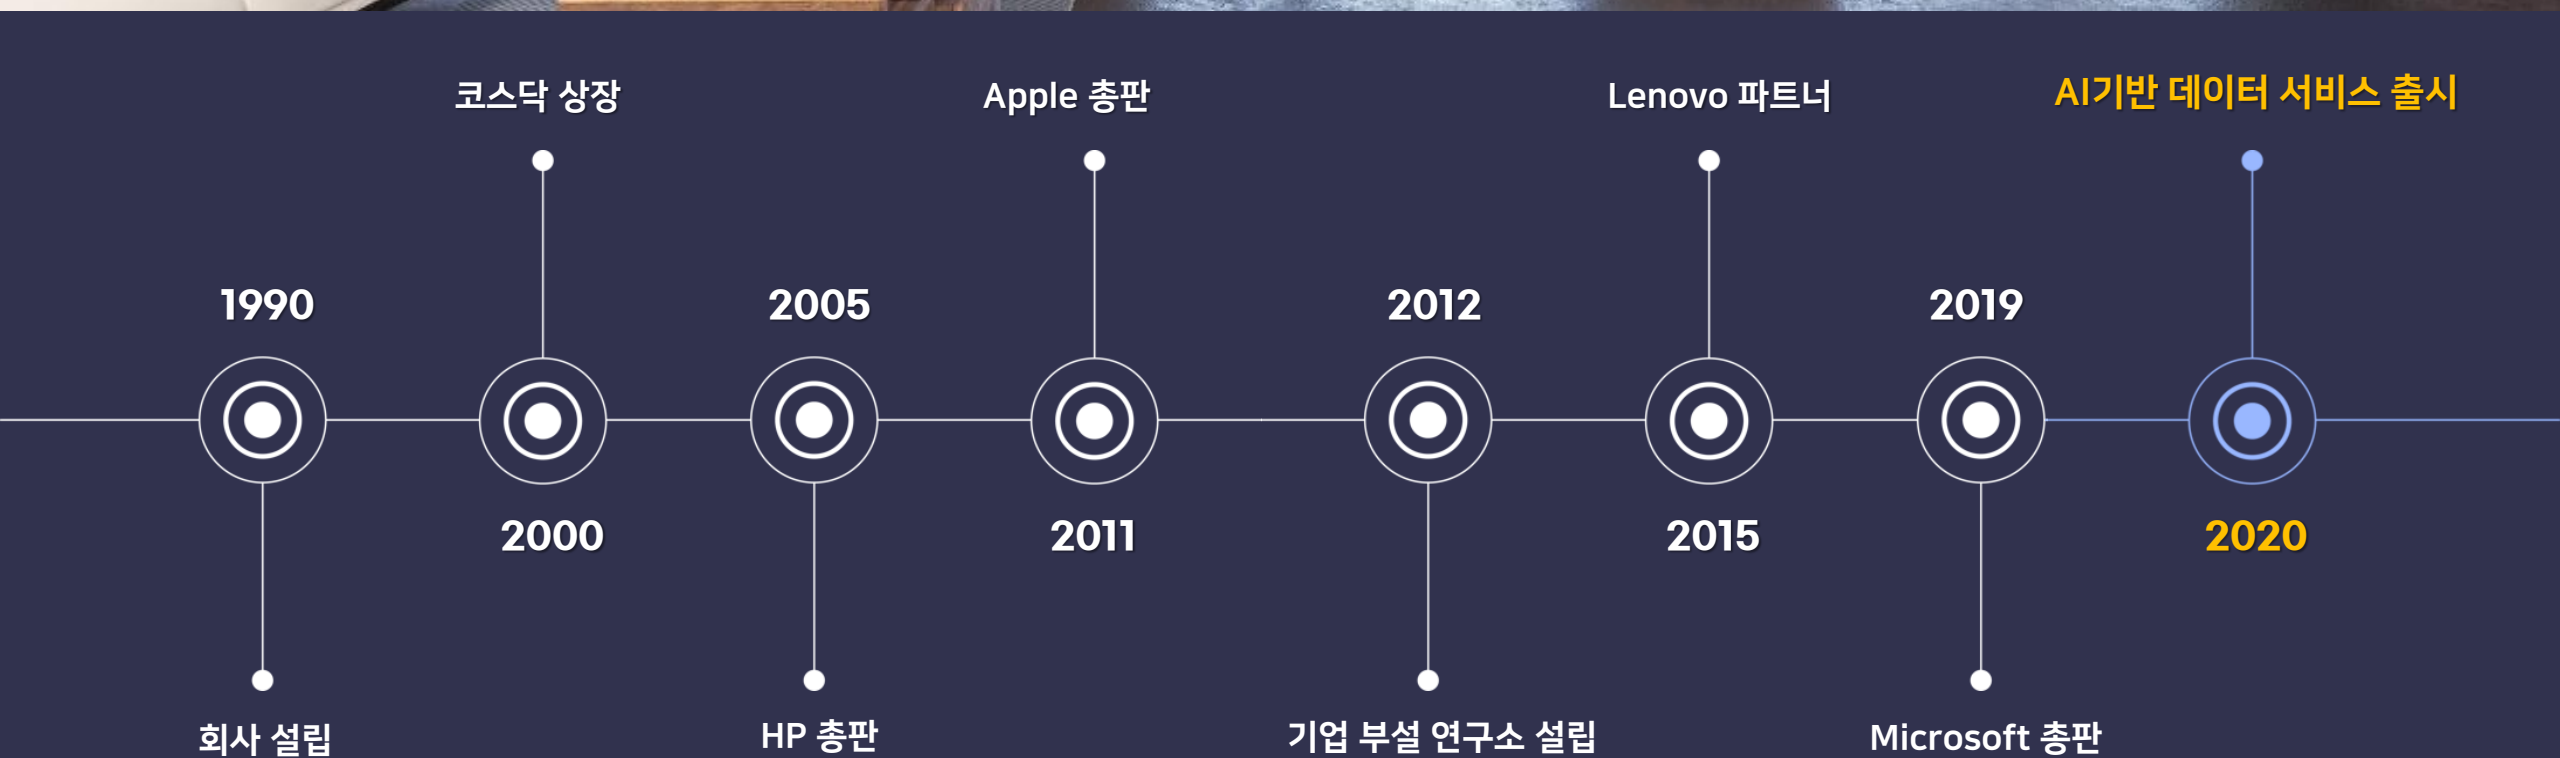 코스닥 상장
Apple 총판
Lenovo 파트너
AI기반 데이터 서비스 출시
1990
2005
2012
2019
2000
2011
2015
2020
회사 설립
HP 총판
기업 부설 연구소 설립
Microsoft 총판